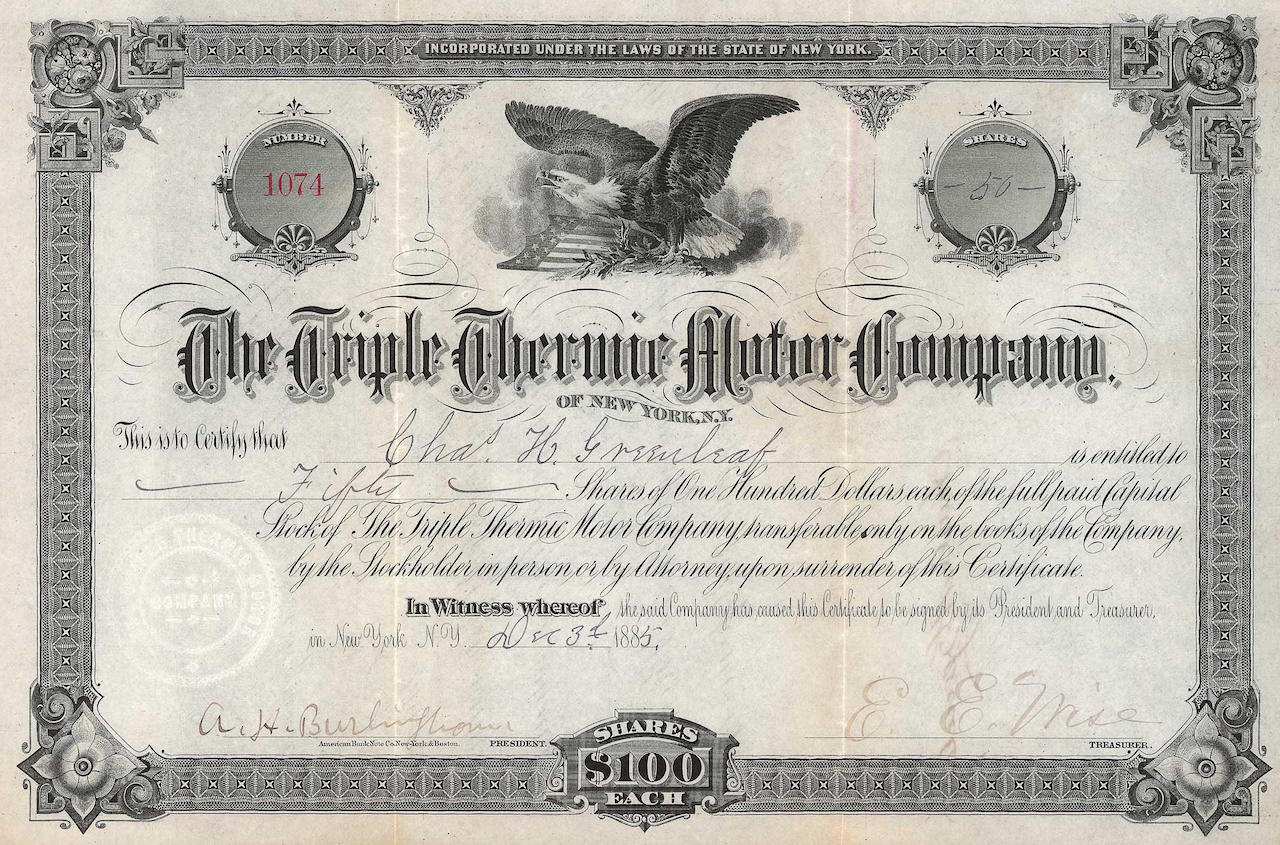 INCORPORATED UNDER THE LAWS OF THE STATE OF NEW YORK.
NUMBER
1074
SHARES
— 50 —
The Triple Thermic Motor Company,
OF NEW YORK, N.Y.
This is to Certify that Chas. H. Greenleaf is entitled to
Fifty Shares of One Hundred Dollars each of the full paid Capital
Stock of The Triple Thermic Motor Company, transferable only on the books of the Company,
by the Stockholder in person, or by Attorney, upon surrender of this Certificate.
In Witness whereof, the said Company has caused this Certificate to be signed by its President and Treasurer,
in New York N.Y. Dec 3d 1885,
A. H. Burlingham
E. E. Wise
American Bank Note Co. New-York & Boston.
PRESIDENT.
TREASURER.
SHARES
$100
EACH